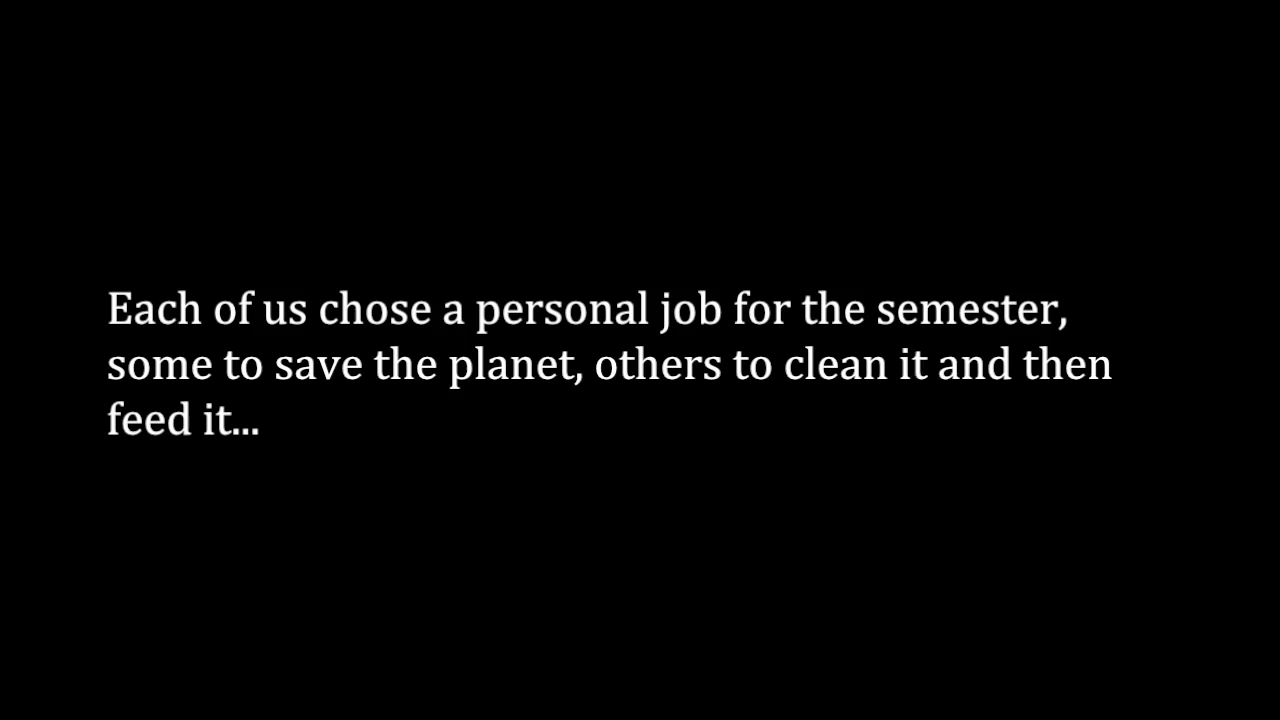 Each of us chose a personal job for the semester,
some to save the planet, others to clean it and then
feed it...